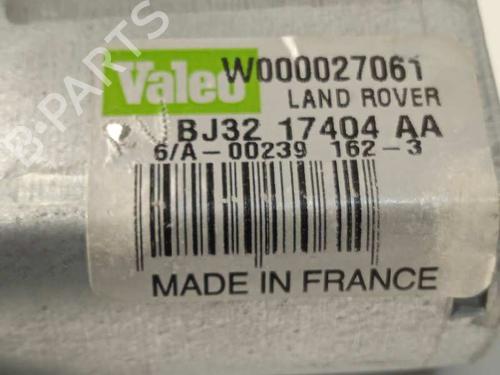 Valeo W000027061
LAND ROVER
BJ32 17404 AA
6/A-00239 162-3
MADE IN FRANCE
B-PARTS